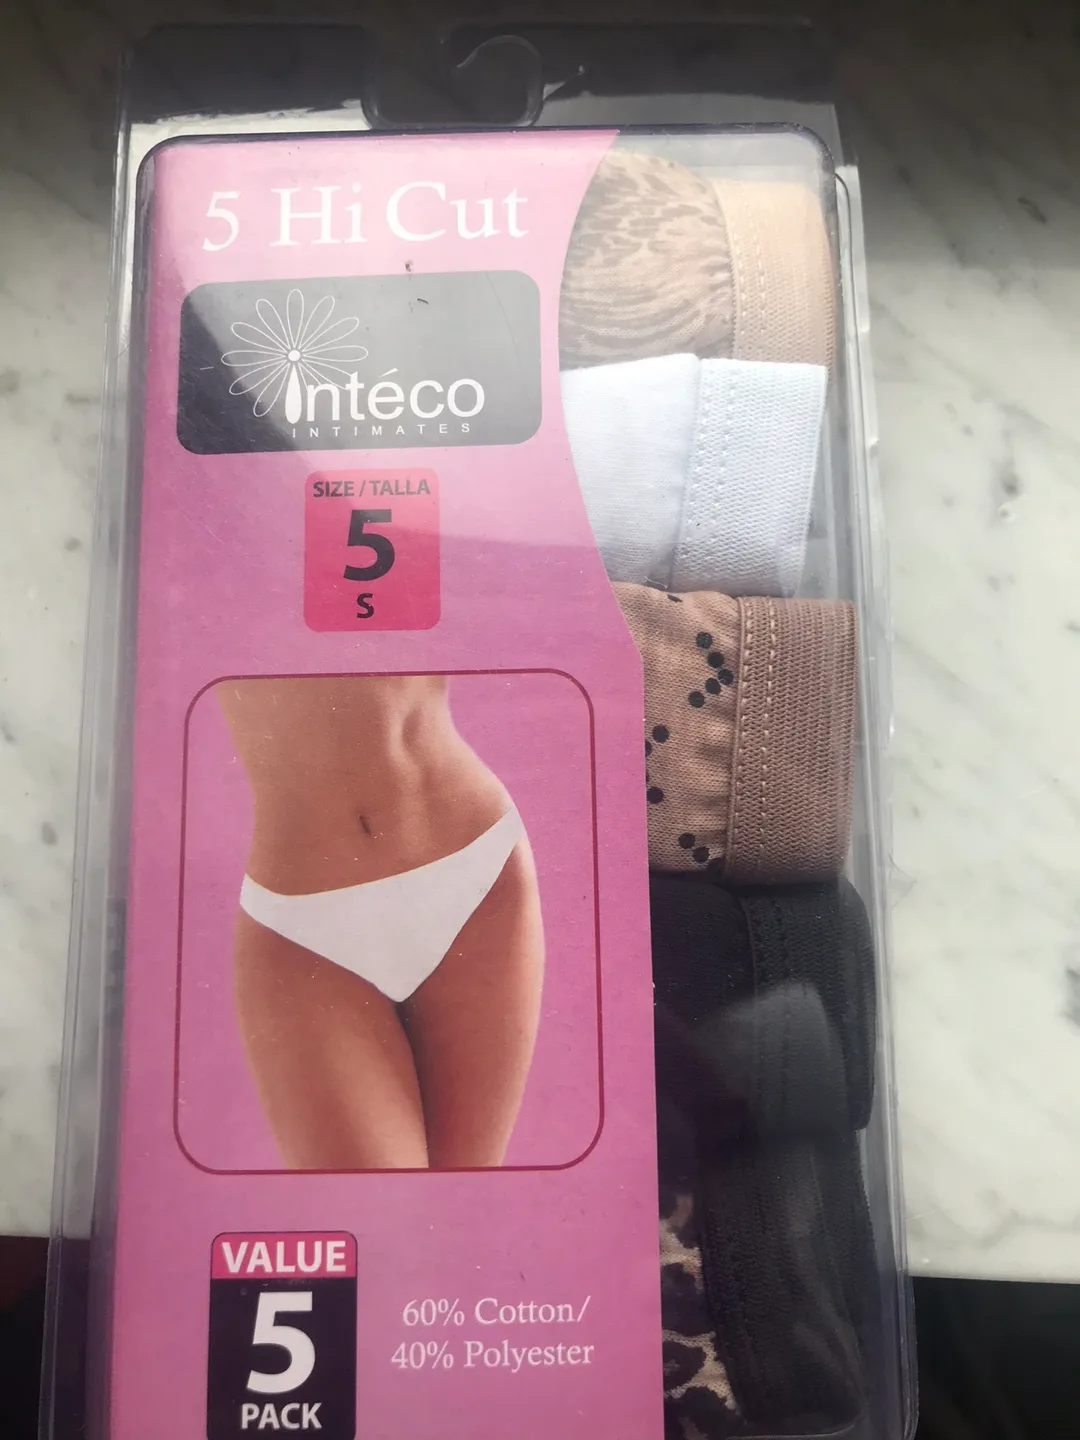 5 Hi Cut
intéco
INTIMATES
SIZE / TALLA
5
S
VALUE
5
PACK
60% Cotton/
40% Polyester